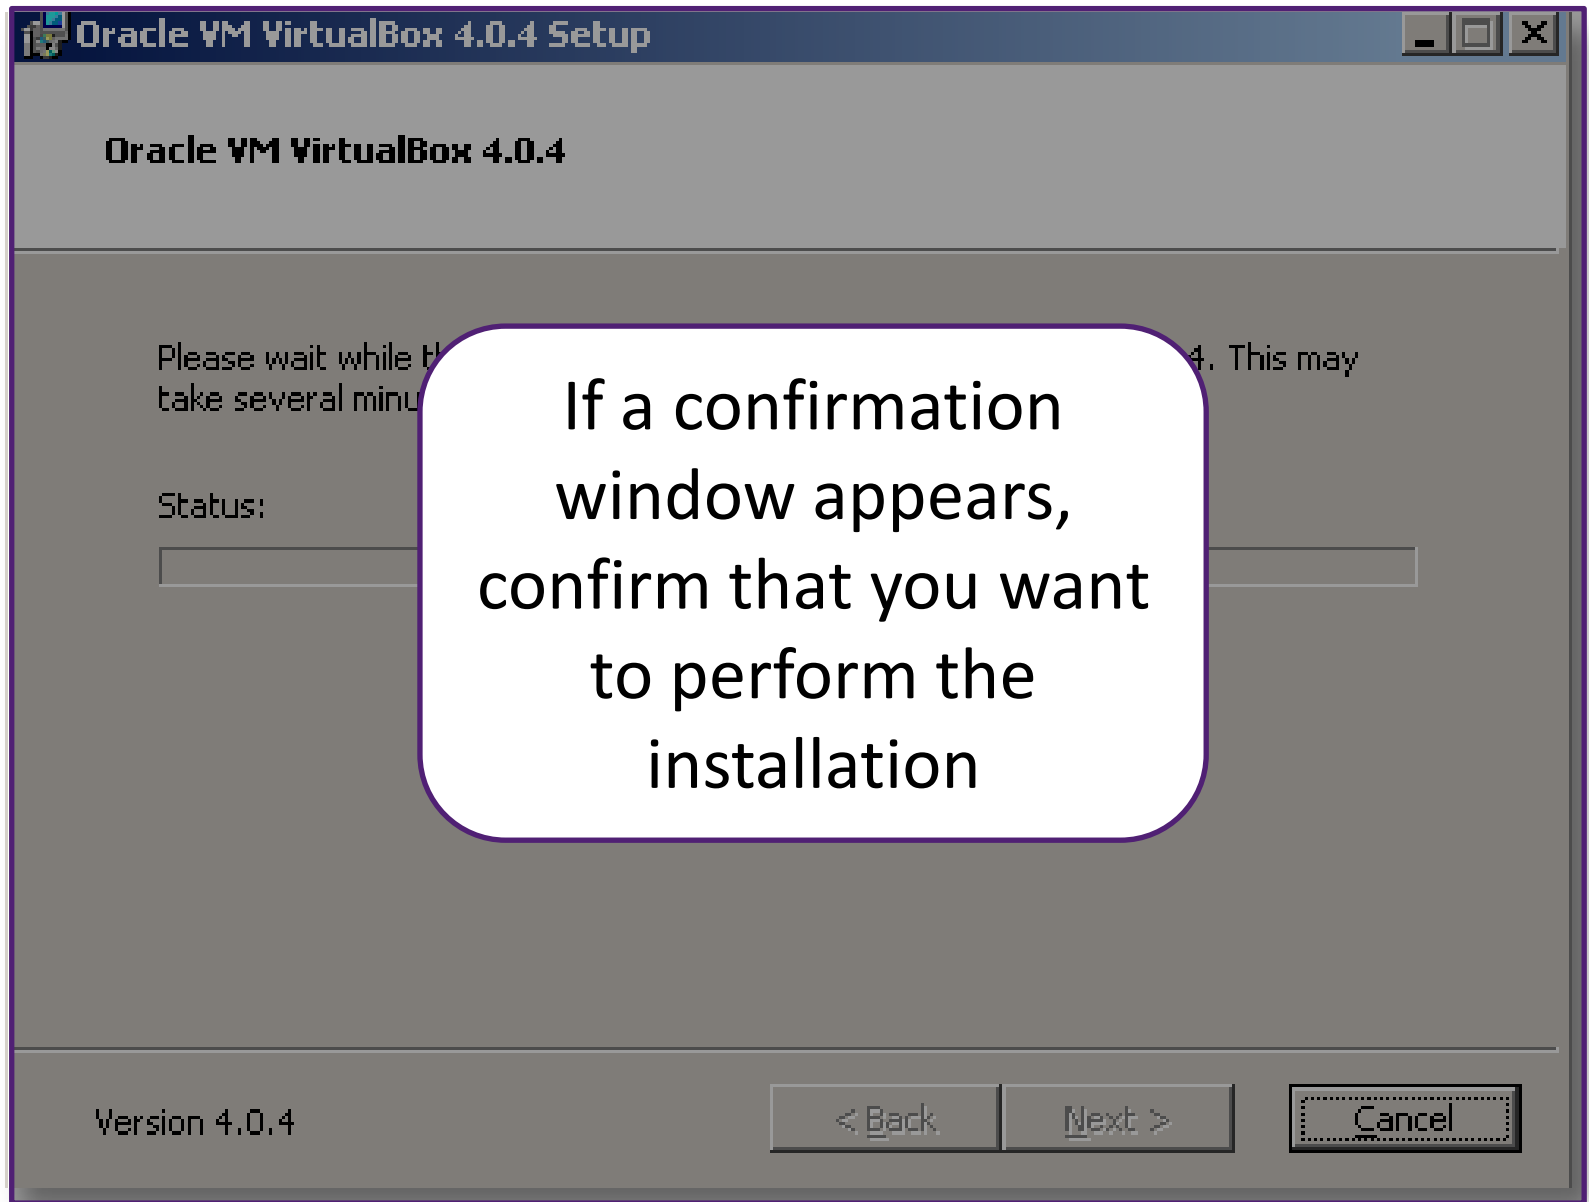 Oracle VM VirtualBox 4.0.4 Setup
Oracle VM VirtualBox 4.0.4
Please wait while 4. This may
take several
If a confirmation
window appears,
confirm that you want
to perform the
installation
Status:
Version 4.0.4
< Back Next > Cancel